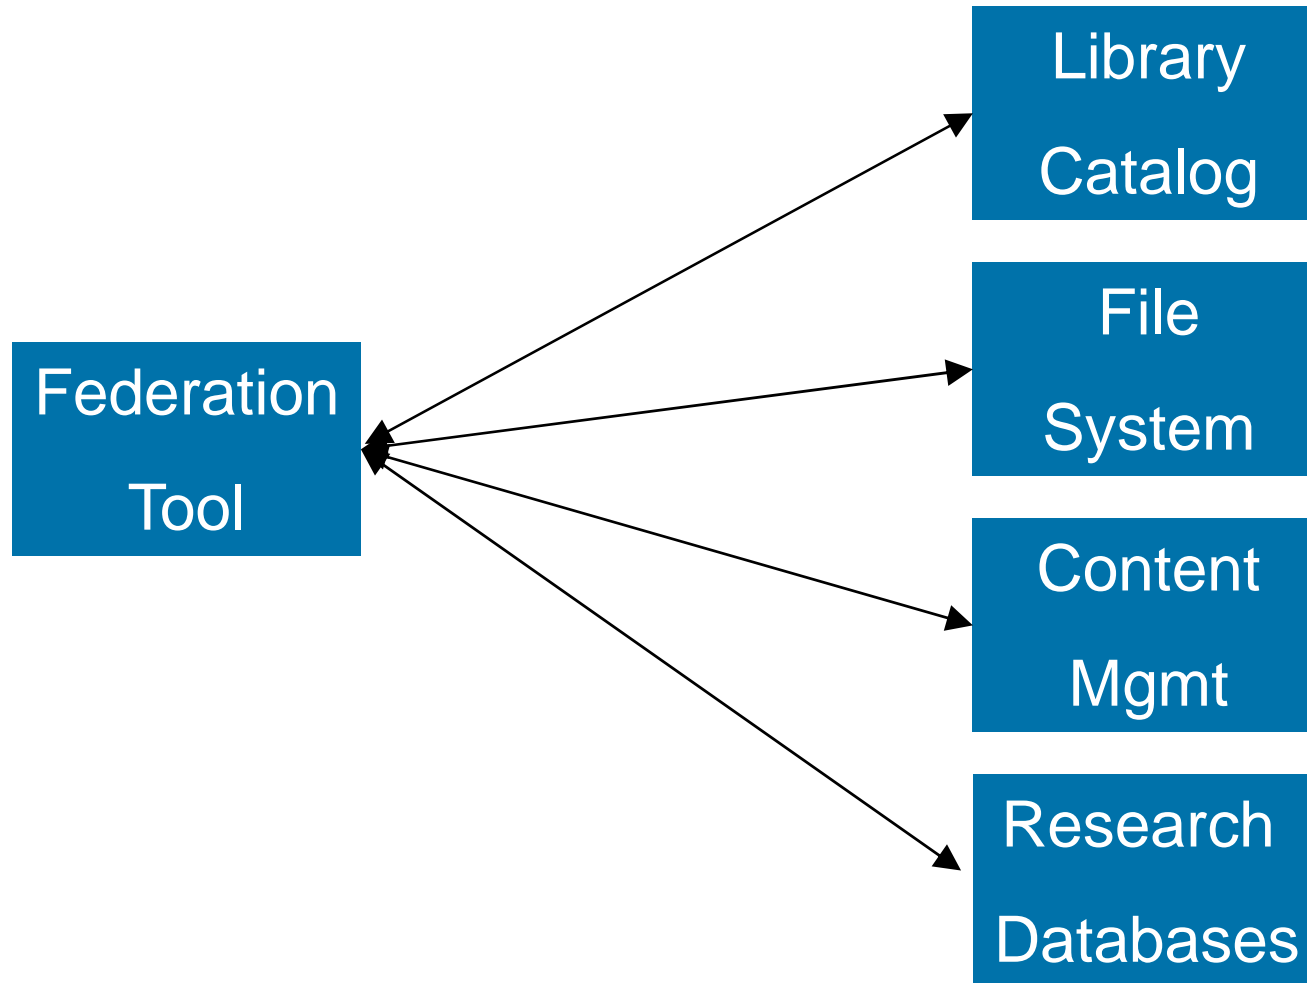 Federation
Tool
Library
Catalog
File
System
Content
Mgmt
Research
Databases